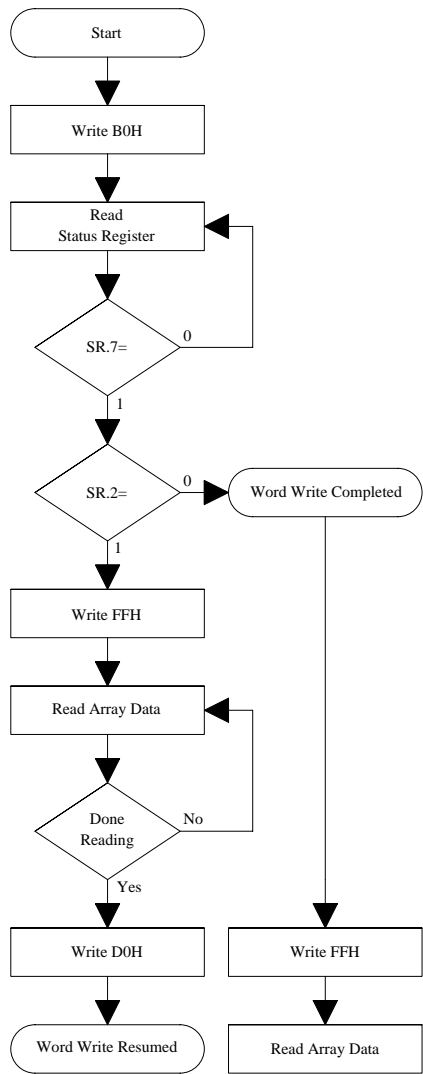 Start
Write B0H
Read
Status Register
SR.7=
0
1
SR.2=
0
Word Write Completed
1
Write FFH
Read Array Data
Done
Reading
No
Yes
Write D0H
Write FFH
Word Write Resumed
Read Array Data